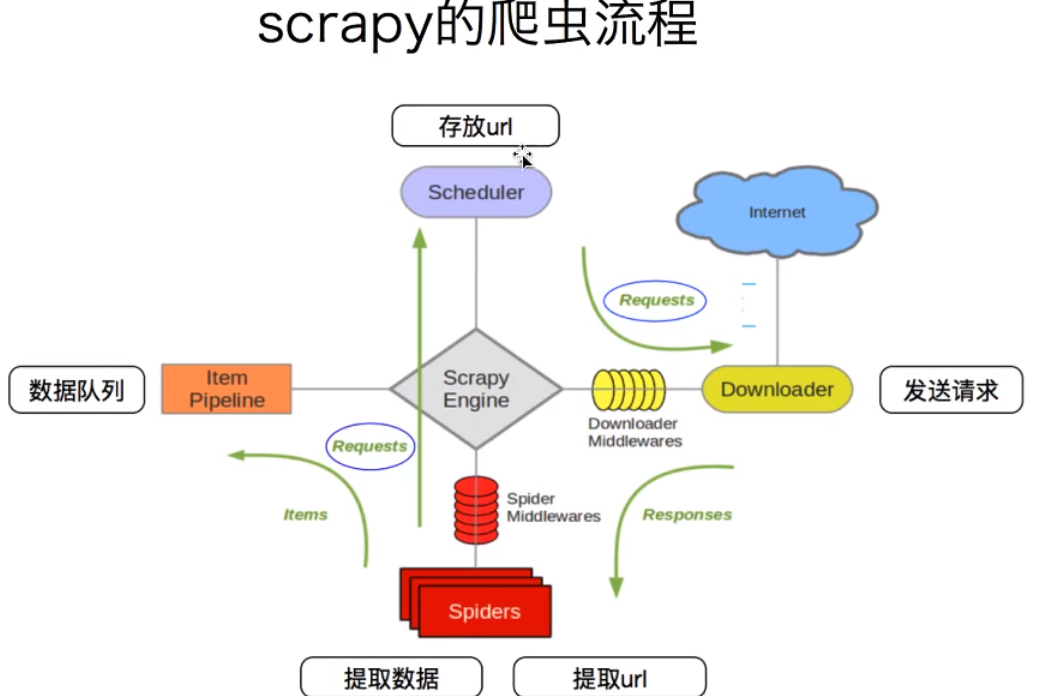 scrapy的爬虫流程
存放url
Scheduler
Internet
Requests
数据队列
Item
Pipeline
Scrapy
Engine
Downloader
发送请求
Downloader
Middlewares
Requests
Items
Spider
Middlewares
Responses
Spiders
提取数据
提取url